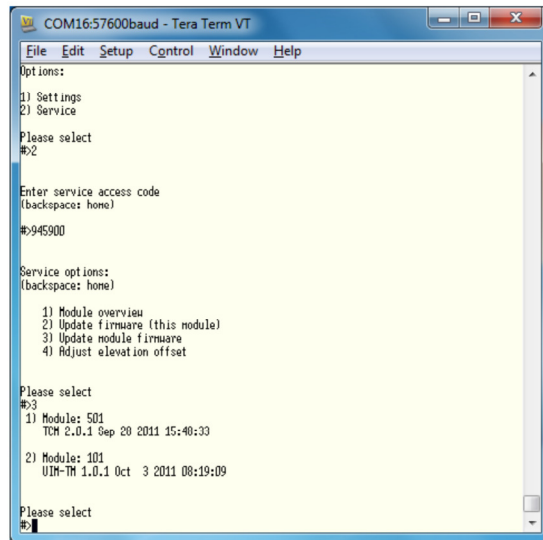 COM16:57600baud - Tera Term VT
File Edit Setup Control Window Help
Options:
1) Settings
2) Service
Please select
#>2
Enter service access code
(backspace: home)
#>945900
Service options:
(backspace: home)
1) Module overview
2) Update firmware (this module)
3) Update module firmware
4) Adjust elevation offset
Please select
#>3
1) Module: 501
TCM 2.0.1 Sep 20 2011 15:40:33
2) Module: 101
UIM-TM 1.0.1 Oct 3 2011 08:19:09
Please select
#>